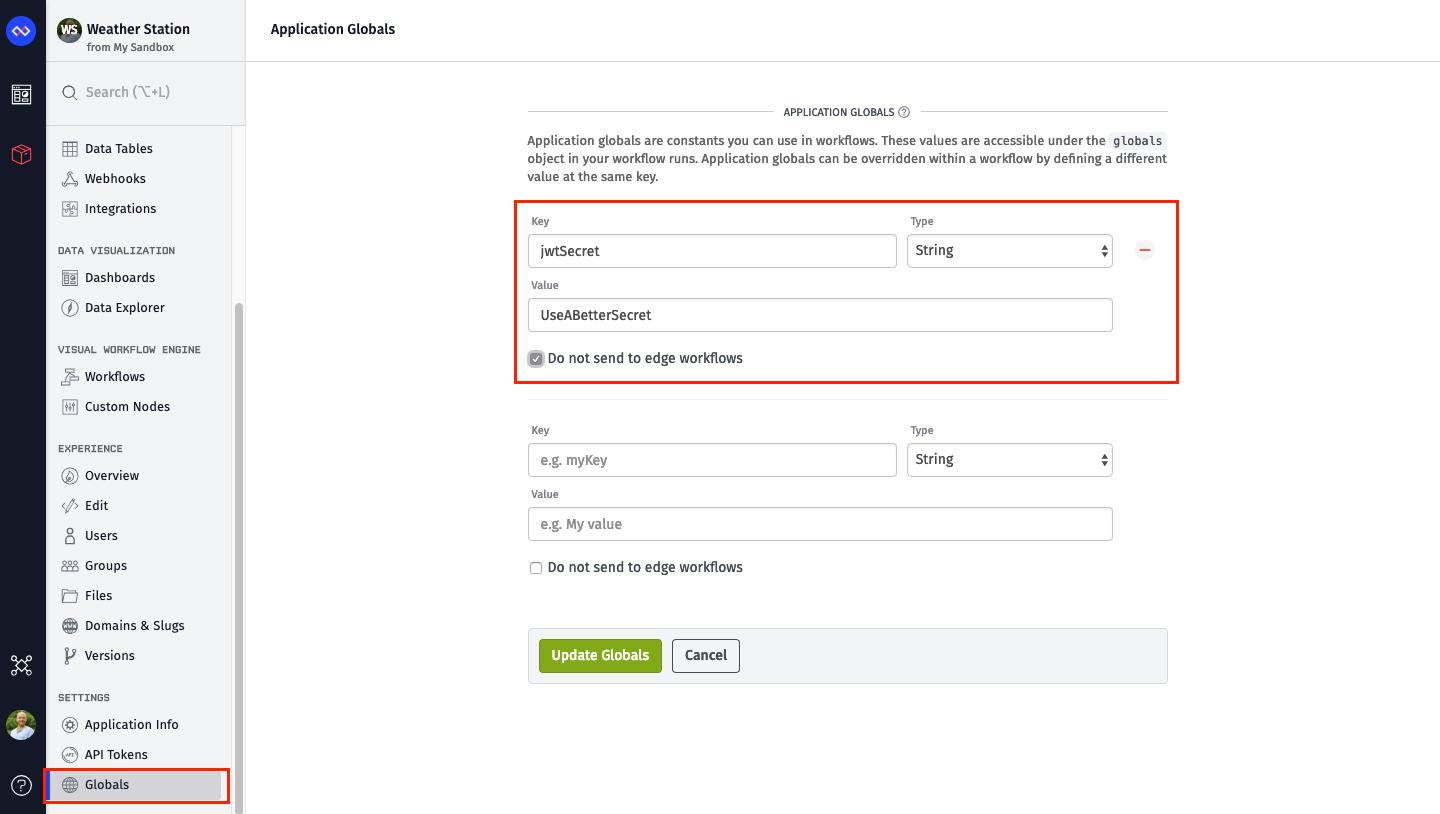 WS
Weather Station
from My Sandbox
Application Globals
Search (⌥+L)
Data Tables
Webhooks
Integrations
DATA VISUALIZATION
Dashboards
Data Explorer
VISUAL WORKFLOW ENGINE
Workflows
Custom Nodes
EXPERIENCE
Overview
Edit
Users
Groups
Files
Domains & Slugs
Versions
SETTINGS
Application Info
API Tokens
Globals
APPLICATION GLOBALS ?
Application globals are constants you can use in workflows. These values are accessible under the globals
object in your workflow runs. Application globals can be overridden within a workflow by defining a different
value at the same key.
Key Type
jwtSecret String
Value
UseABetterSecret
Do not send to edge workflows
Key Type
e.g. myKey String
Value
e.g. My value
Do not send to edge workflows
Update Globals Cancel